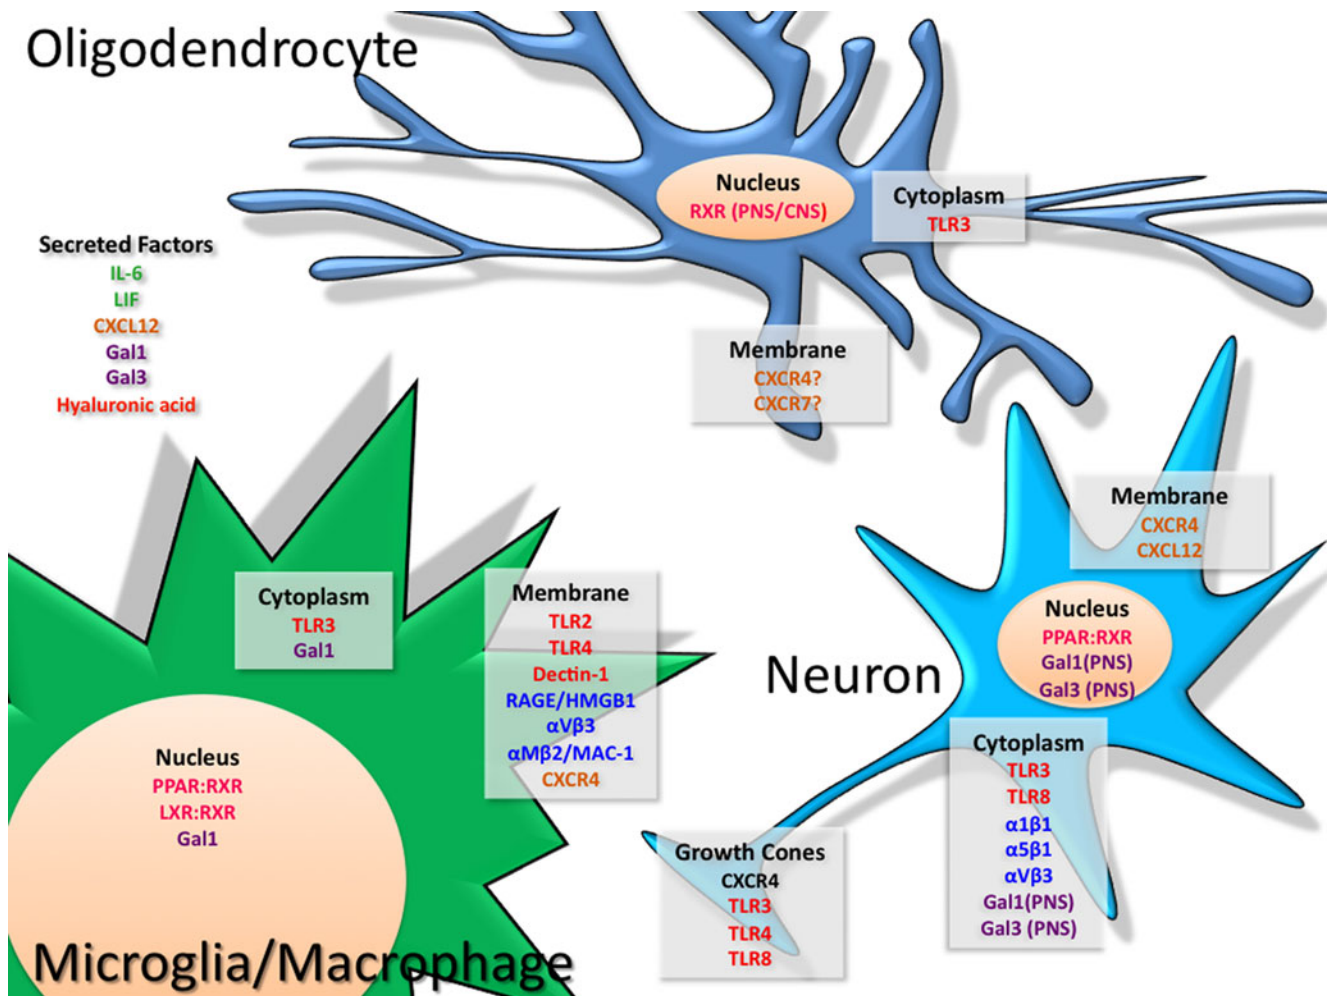 Oligodendrocyte
Nucleus
RXR (PNS/CNS)
Cytoplasm
TLR3
Membrane
CXCR4?
CXCR7?
Secreted Factors
IL-6
LIF
CXCL12
Gal1
Gal3
Hyaluronic acid
Cytoplasm
TLR3
Gal1
Membrane
TLR2
TLR4
Dectin-1
RAGE/HMGB1
αVβ3
αMβ2/MAC-1
CXCR4
Nucleus
PPAR:RXR
LXR:RXR
Gal1
Microglia/Macrophage
Neuron
Membrane
CXCR4
CXCL12
Nucleus
PPAR:RXR
Gal1(PNS)
Gal3 (PNS)
Cytoplasm
TLR3
TLR8
α1β1
α5β1
αVβ3
Gal1(PNS)
Gal3 (PNS)
Growth Cones
CXCR4
TLR3
TLR4
TLR8